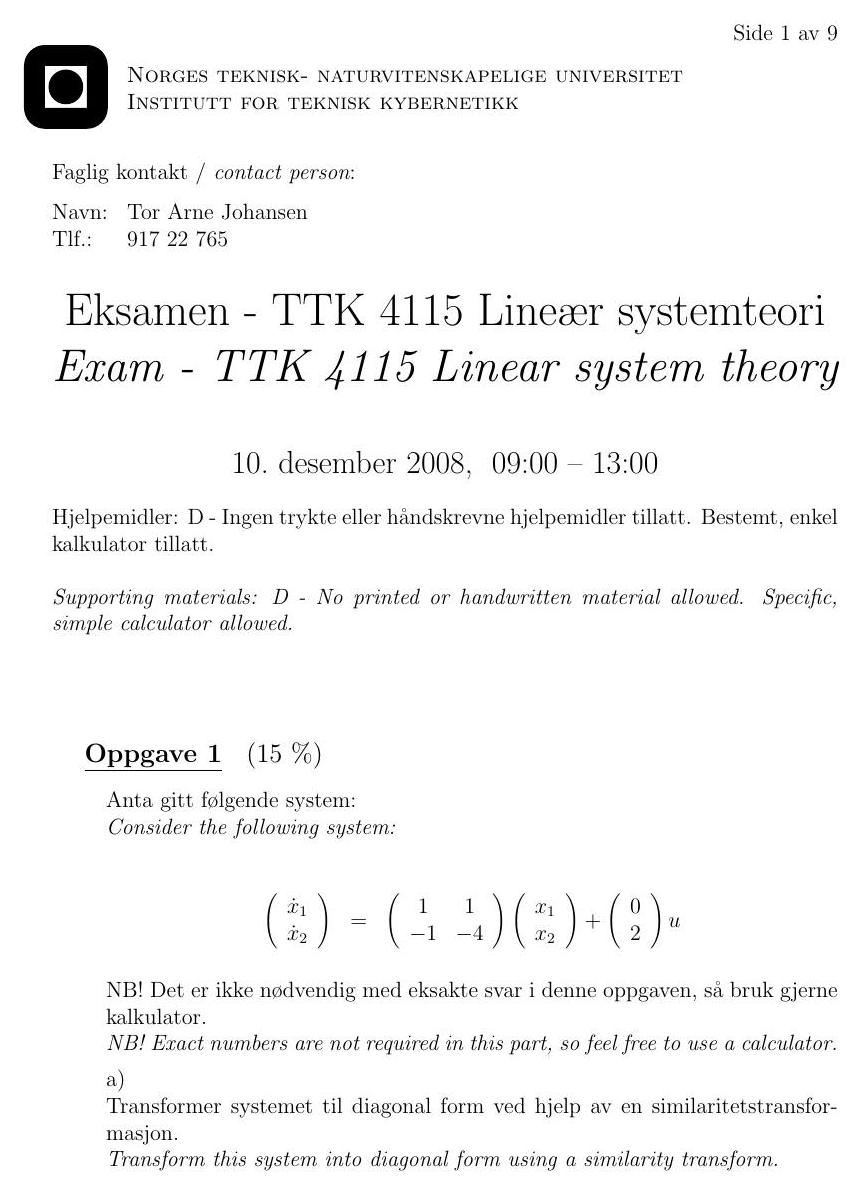 Side 1 av 9
Norges teknisk- naturvitenskapelige universitet
Institutt for teknisk kybernetikk
Faglig kontakt / contact person:
Navn: Tor Arne Johansen
Tlf.: 917 22 765
Eksamen - TTK 4115 Lineær systemteori
Exam - TTK 4115 Linear system theory
10. desember 2008, 09:00 – 13:00
Hjelpemidler: D - Ingen trykte eller håndskrevne hjelpemidler tillatt. Bestemt, enkel
kalkulator tillatt.
Supporting materials: D - No printed or handwritten material allowed. Specific,
simple calculator allowed.
Oppgave 1 (15 %)
Anta gitt følgende system:
Consider the following system:
( ẋ₁ ) = ( 1 1 ) ( x₁ ) + ( 0 ) u
( ẋ₂ ) ( −1 −4 ) ( x₂ ) ( 2 )
NB! Det er ikke nødvendig med eksakte svar i denne oppgaven, så bruk gjerne
kalkulator.
NB! Exact numbers are not required in this part, so feel free to use a calculator.
a)
Transformer systemet til diagonal form ved hjelp av en similaritetstransfor-
masjon.
Transform this system into diagonal form using a similarity transform.